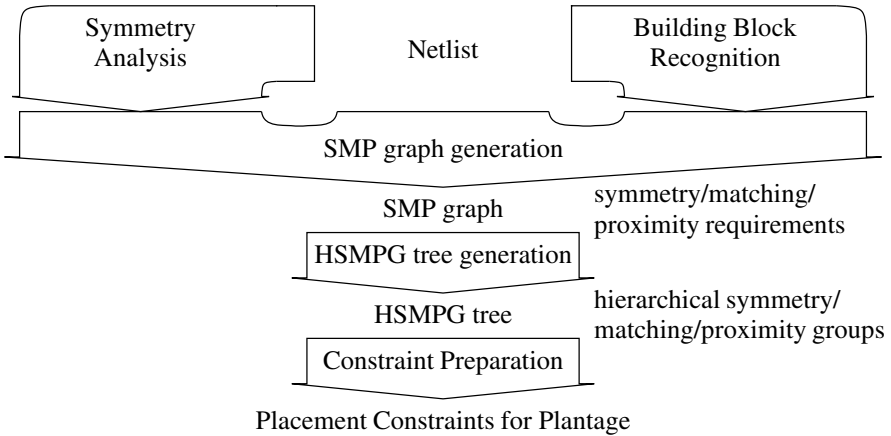 Symmetry
Analysis
Netlist
Building Block
Recognition
SMP graph generation
SMP graph
symmetry/matching/
proximity requirements
HSMPG tree generation
HSMPG tree
hierarchical symmetry/
matching/proximity groups
Constraint Preparation
Placement Constraints for Plantage